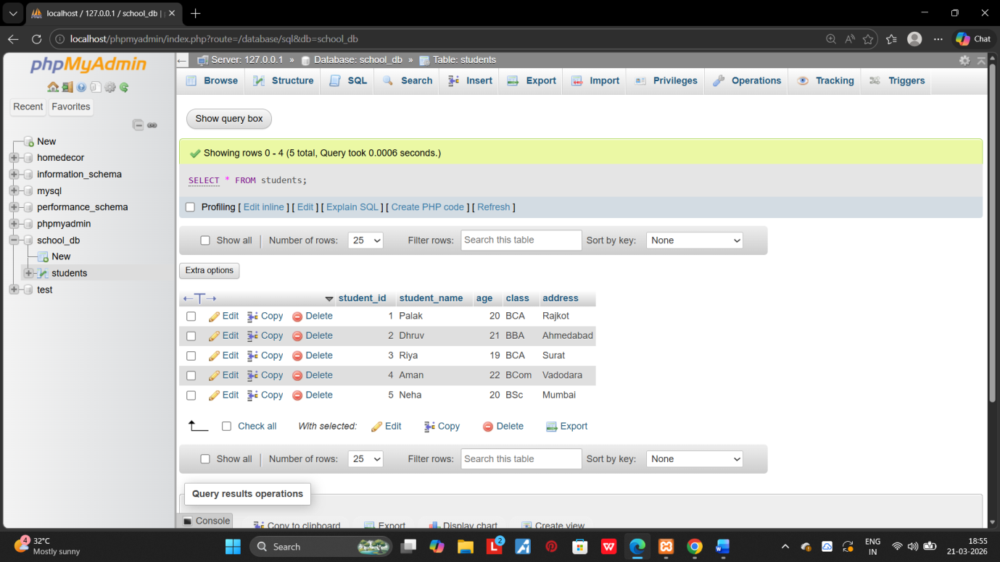 localhost / 127.0.0.1 / school_db |
localhost/phpmyadmin/index.php?route=/database/sql&db=school_db
Chat
phpMyAdmin
Recent Favorites
New
homedecor
information_schema
mysql
performance_schema
phpmyadmin
school_db
New
students
test
Server: 127.0.0.1 » Database: school_db » Table: students
Browse Structure SQL Search Insert Export Import Privileges Operations Tracking Triggers
Show query box
Showing rows 0 - 4 (5 total, Query took 0.0006 seconds.)
SELECT * FROM students;
Profiling [ Edit inline ] [ Edit ] [ Explain SQL ] [ Create PHP code ] [ Refresh ]
Show all | Number of rows: 25 Filter rows: Search this table Sort by key: None
Extra options
student_id student_name age class address
Edit Copy Delete 1 Palak 20 BCA Rajkot
Edit Copy Delete 2 Dhruv 21 BBA Ahmedabad
Edit Copy Delete 3 Riya 19 BCA Surat
Edit Copy Delete 4 Aman 22 BCom Vadodara
Edit Copy Delete 5 Neha 20 BSc Mumbai
Check all With selected: Edit Copy Delete Export
Show all | Number of rows: 25 Filter rows: Search this table Sort by key: None
Query results operations
Console
Copy to clipboard Export Display chart Create view
4
32°C
Mostly sunny
Search
2
ENG
IN
18:55
21-03-2026